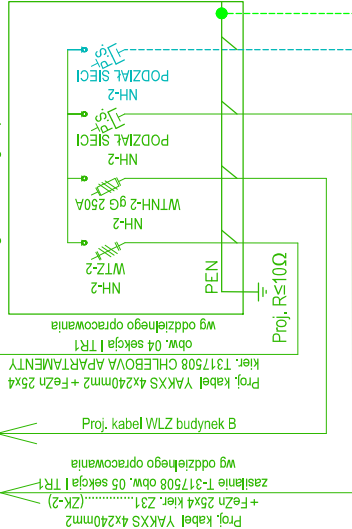 P.S.
PODZIAŁ SIECI
NH-2
P.S.
PODZIAŁ SIECI
NH-2
WTNH-2 gG 250A
NH-2
WTZ-2
NH-2
PEN
Proj. R≤10Ω
Proj. kabel YAKXS 4x240mm2 + FeZn 25x4
kier. T317508 CHLEBOVA APARTAMENTY
obw. 04 sekcja I TR1
wg oddzielnego opracowania
Proj. kabel WLZ budynek B
Proj. kabel YAKXS 4x240mm2
+ FeZn 25x4 kier. Z31..............(ZK-2)
zasilanie T-317508 obw. 05 sekcja I TR1
wg oddzielnego opracowania